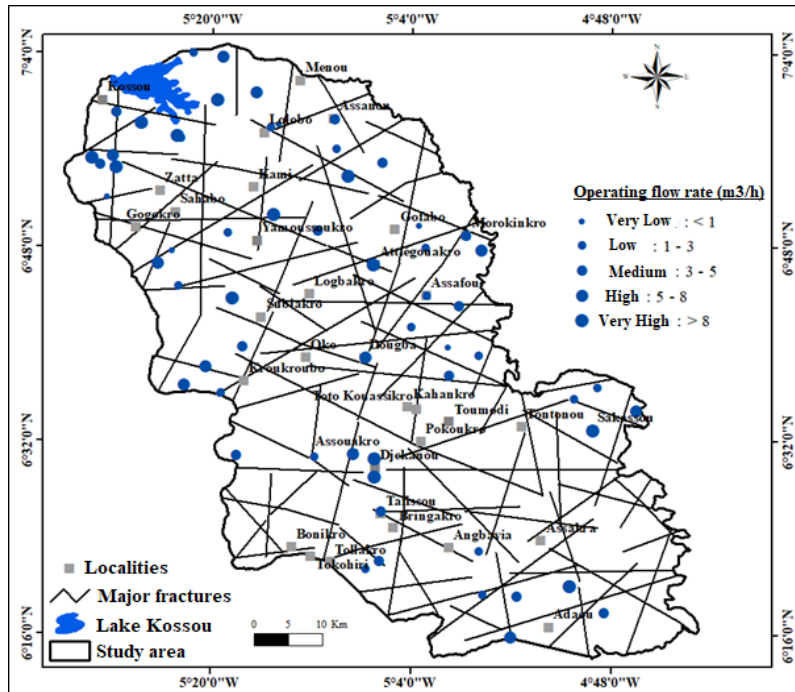 5°20'0"W 5°4'0"W 4°48'0"W
7°4'0"N 7°4'0"N
N
W E
S
Menou
Kossou
Assanou
Lolobo
Kami
Zatta
Sahabo
Gogokro
Golabo
Morokinkro
Yamoussoukro
Attiegouakro
6°48'0"N 6°48'0"N
Logbakro
Assafou
Subiakro
Oko
Dougba
Kroukroubo
Toto Kouassikro
Kahankro
Toumodi
Tontonou
Sakassou
Pokoukro
6°32'0"N 6°32'0"N
Assouakro
Djekanou
Taffissou
Bringakro
Bonikro
Tollakro
Tokohiri
Angbavia
Assakra
Adaou
6°16'0"N 6°16'0"N
5°20'0"W 5°4'0"W 4°48'0"W
Operating flow rate (m3/h)
Very Low : < 1
Low : 1 - 3
Medium : 3 - 5
High : 5 - 8
Very High : > 8
Localities
Major fractures
Lake Kossou
Study area
0 5 10 Km